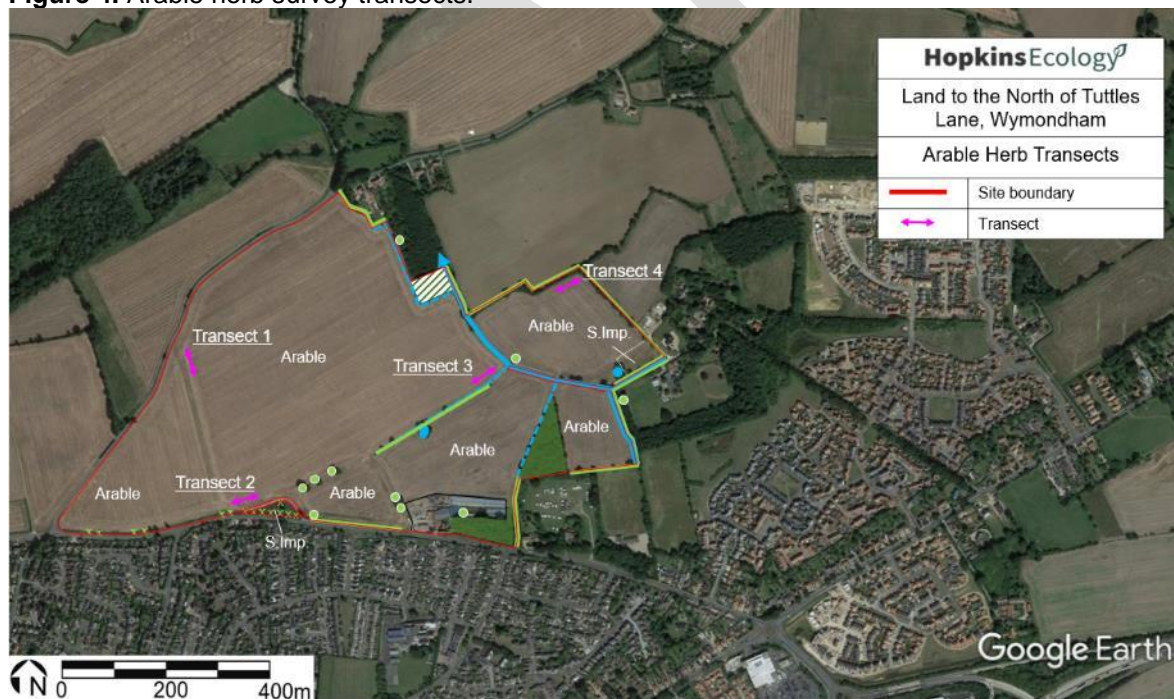 Figure 4. Arable herb survey transects.
Hopkins Ecology
Land to the North of Tuttles
Lane, Wymondham
Arable Herb Transects
Site boundary
Transect
Transect 4
Arable
S.Imp.
Transect 1
Arable
Transect 3
Arable
Arable
Transect 2
Arable
Arable
S.Imp.
Google Earth
N
0 200 400m